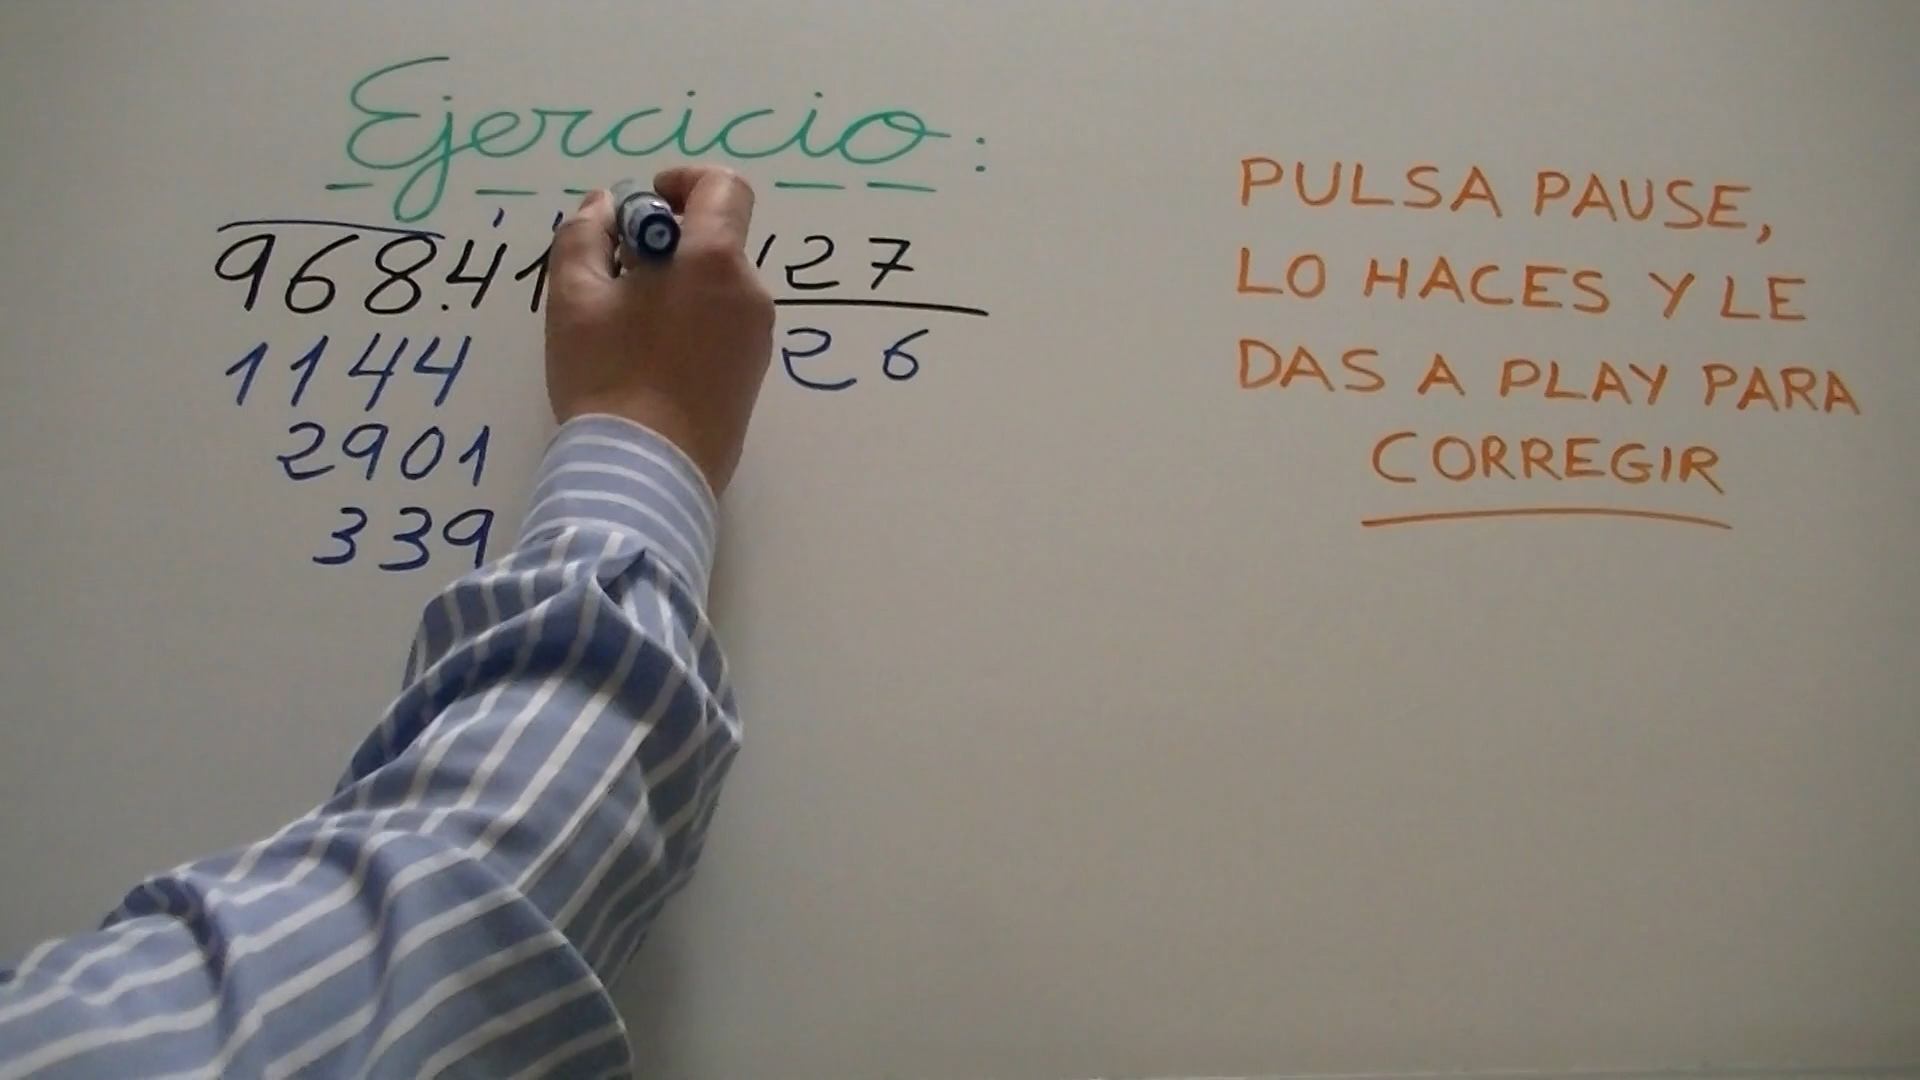 Ejercicio:
968.41
127
1144
26
2901
339
PULSA PAUSE,
LO HACES Y LE
DAS A PLAY PARA
CORREGIR